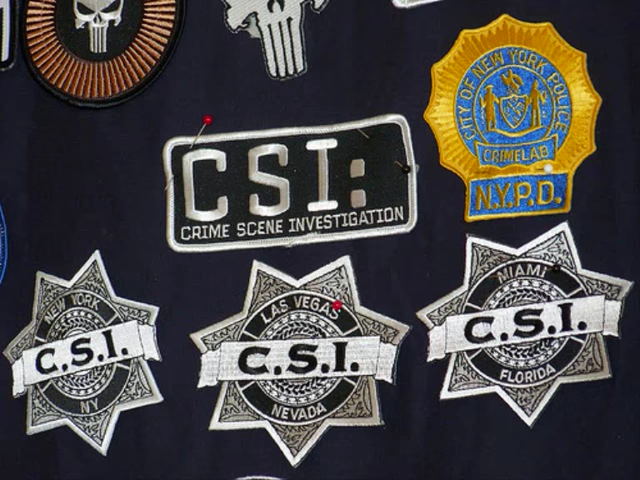 CITY OF NEW YORK POLICE
CRIMELAB
N.Y.P.D.
CSI:
CRIME SCENE INVESTIGATION
NEW YORK
C.S.I.
NY
LAS VEGAS
C.S.I.
NEVADA
MIAMI
C.S.I.
FLORIDA